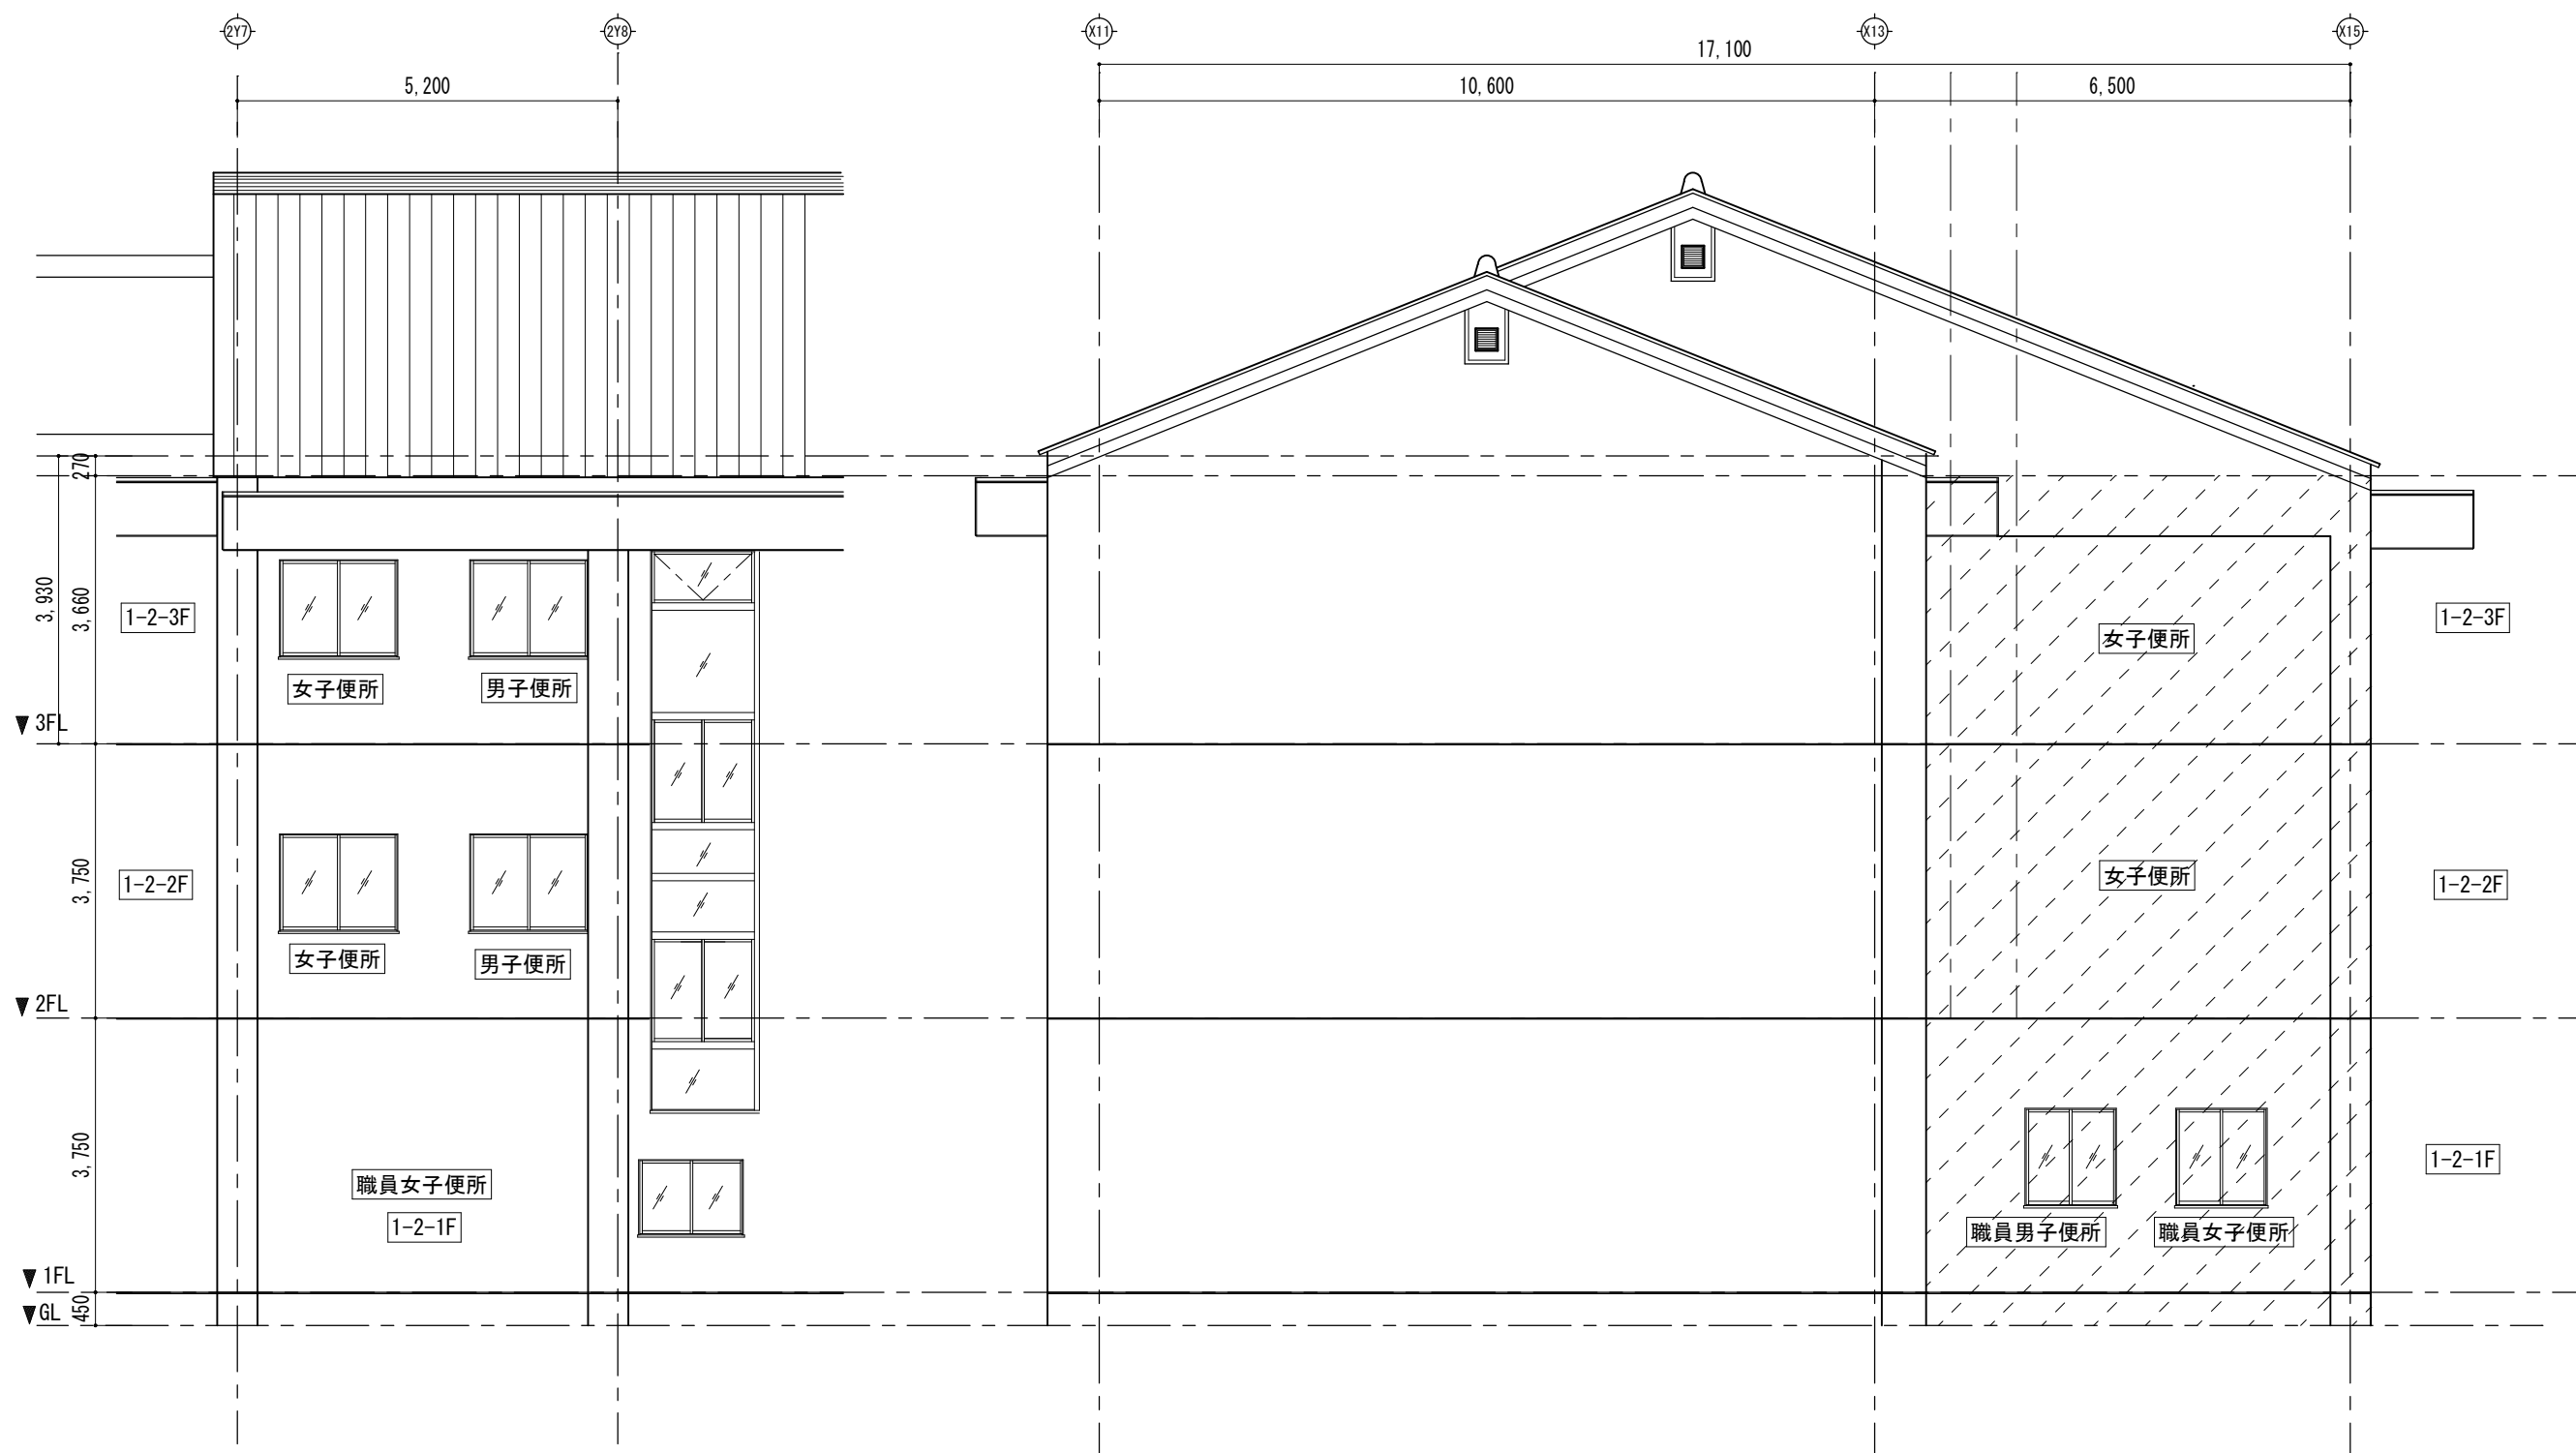 2Y7
2Y8
X11
X13
X15
17,100
5,200
10,600
6,500
270
3,930
3,660
1-2-3F
女子便所
男子便所
女子便所
1-2-3F
▼ 3FL
3,750
1-2-2F
女子便所
男子便所
女子便所
1-2-2F
▼ 2FL
3,750
職員女子便所
1-2-1F
職員男子便所
職員女子便所
1-2-1F
▼ 1FL
450
▼ GL